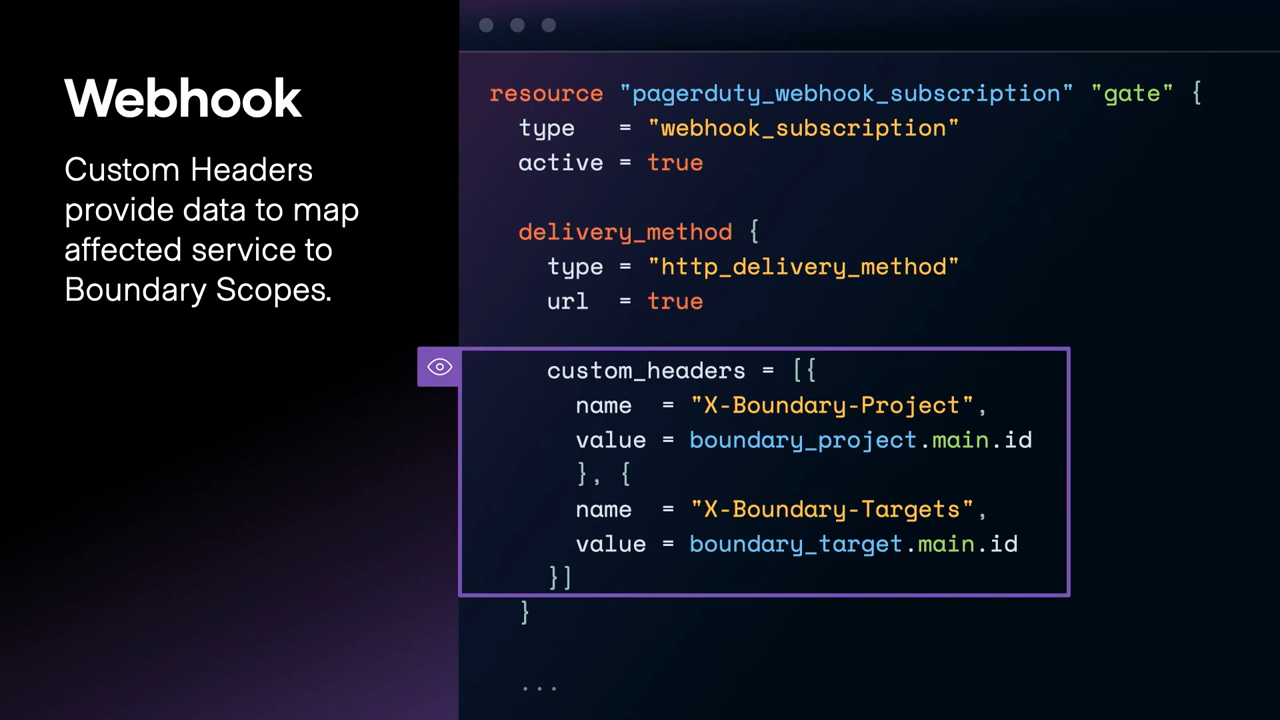 Webhook
Custom Headers
provide data to map
affected service to
Boundary Scopes.
resource "pagerduty_webhook_subscription" "gate" {
  type   = "webhook_subscription"
  active = true
  delivery_method {
    type = "http_delivery_method"
    url  = true
    custom_headers = [{
      name  = "X-Boundary-Project",
      value = boundary_project.main.id
      }, {
      name  = "X-Boundary-Targets",
      value = boundary_target.main.id
    }]
  }
  ...